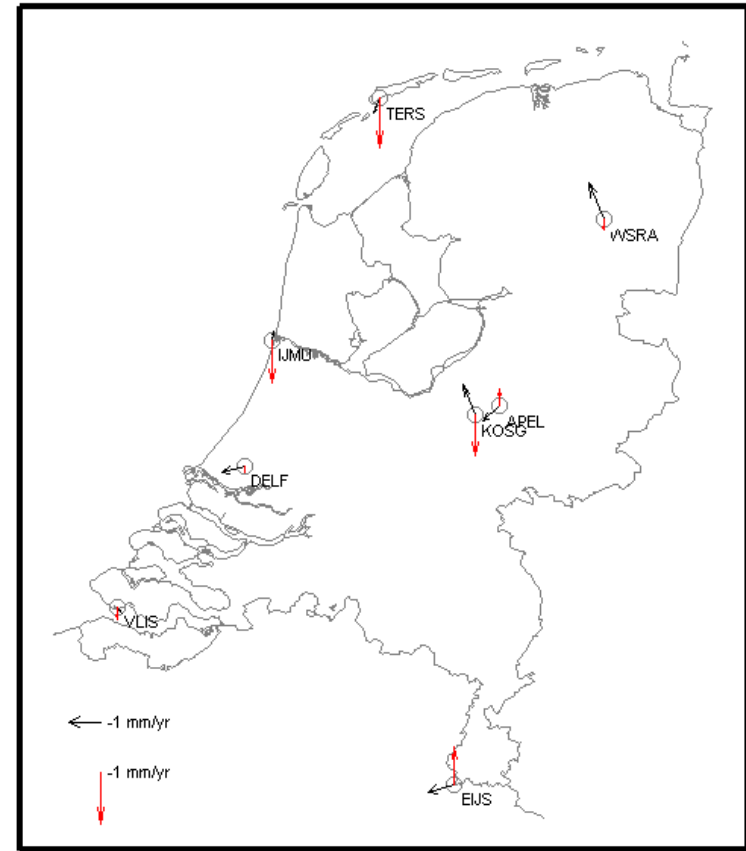 TERS
WSRA
IJMU
APEL
KOSG
DELF
VLIS
-1 mm/yr
-1 mm/yr
EIJS